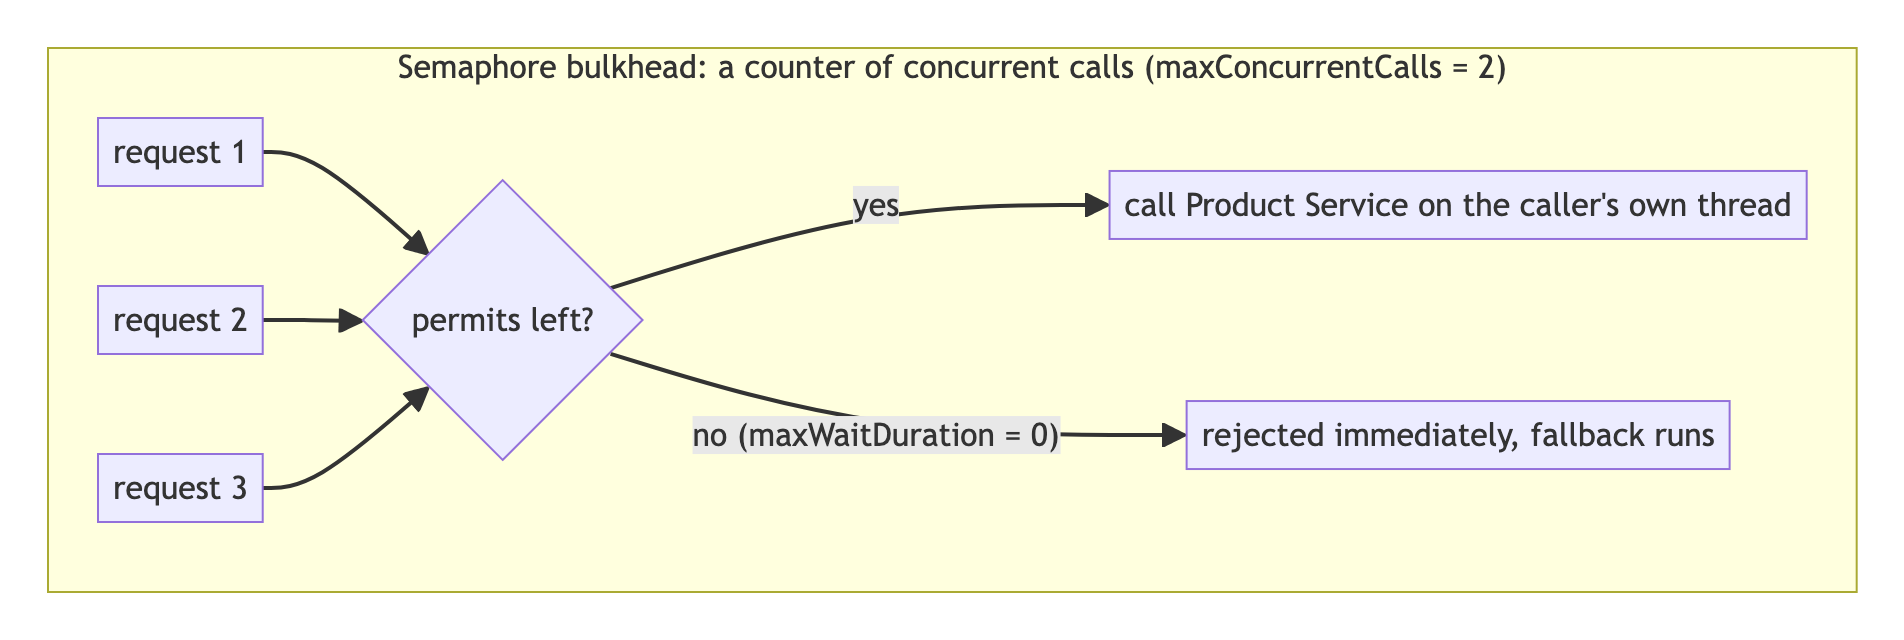 Semaphore bulkhead: a counter of concurrent calls (maxConcurrentCalls = 2)
request 1
request 2
request 3
permits left?
yes
no (maxWaitDuration = 0)
call Product Service on the caller's own thread
rejected immediately, fallback runs